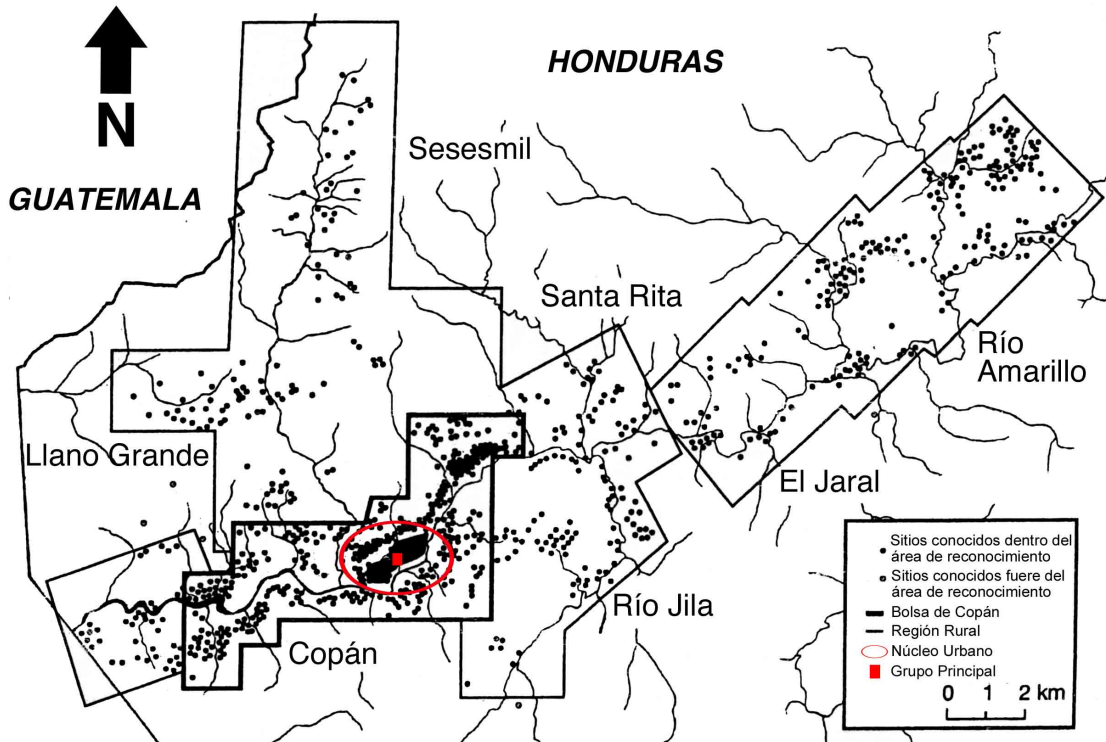 N
HONDURAS
Sesesmil
GUATEMALA
Santa Rita
Río
Amarillo
Llano Grande
El Jaral
Río Jila
Copán
Sitios conocidos dentro del
área de reconocimiento
Sitios conocidos fuere del
área de reconocimiento
Bolsa de Copán
Región Rural
Núcleo Urbano
Grupo Principal
0 1 2 km